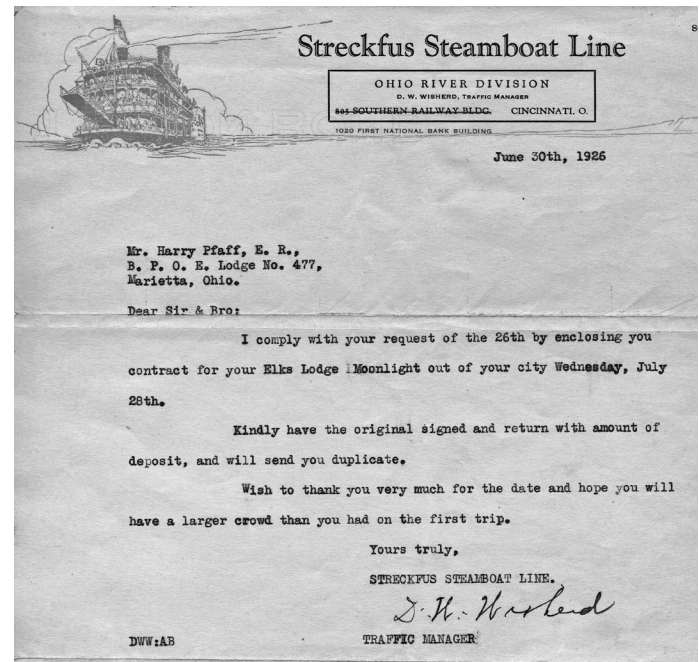 Streckfus Steamboat Line
OHIO RIVER DIVISION
D. W. WISHERD, TRAFFIC MANAGER
805 SOUTHERN RAILWAY BLDG. CINCINNATI, O.
1020 FIRST NATIONAL BANK BUILDING
June 30th, 1926
Mr. Harry Pfaff, E. R.,
B. P. O. E. Lodge No. 477,
Marietta, Ohio.
Dear Sir & Bro:
I comply with your request of the 26th by enclosing you
contract for your Elks Lodge Moonlight out of your city Wednesday, July
28th.
Kindly have the original signed and return with amount of
deposit, and will send you duplicate.
Wish to thank you very much for the date and hope you will
have a larger crowd than you had on the first trip.
Yours truly,
STRECKFUS STEAMBOAT LINE.
D. W. Wisherd
DWW:AB TRAFFIC MANAGER